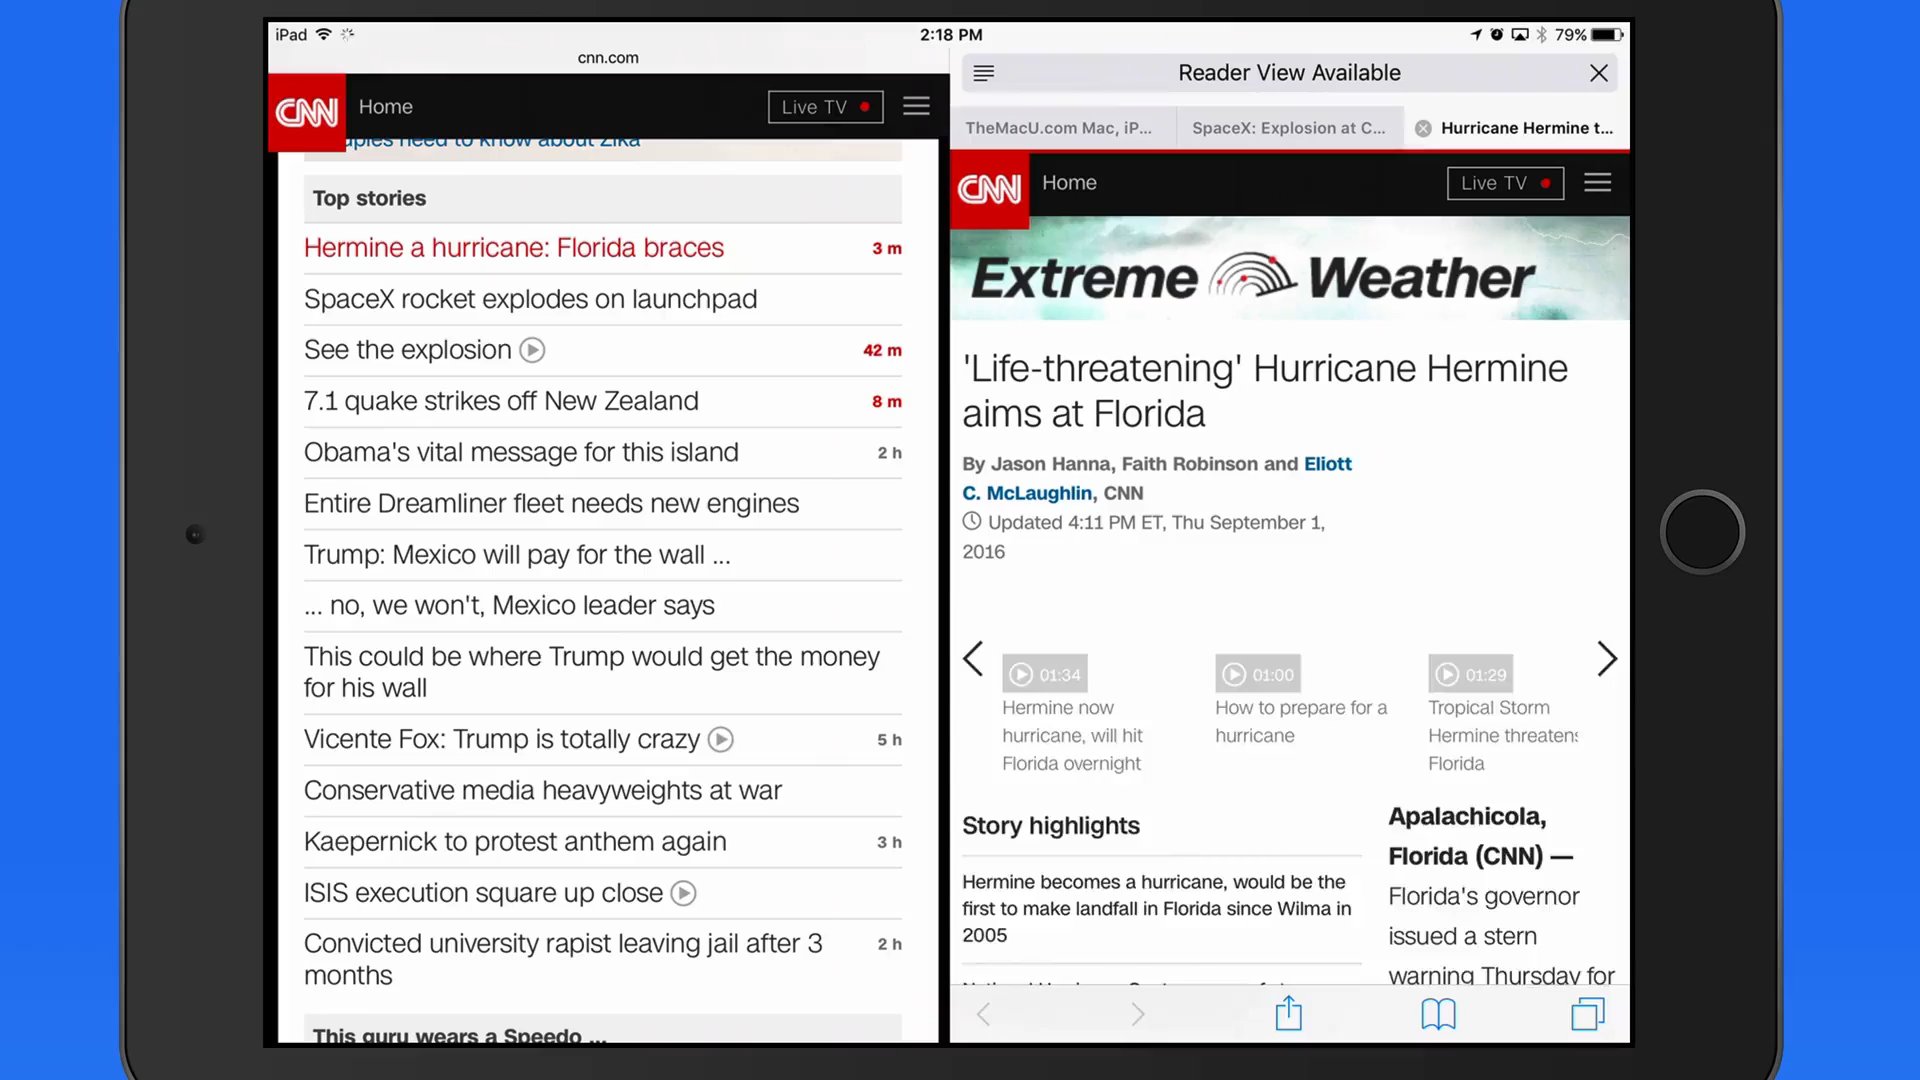 iPad
2:18 PM
79%
cnn.com
CNN
Home
Live TV
need to know about Zika
Top stories
Hermine a hurricane: Florida braces 3 m
SpaceX rocket explodes on launchpad
See the explosion 42 m
7.1 quake strikes off New Zealand 8 m
Obama's vital message for this island 2 h
Entire Dreamliner fleet needs new engines
Trump: Mexico will pay for the wall ...
... no, we won't, Mexico leader says
This could be where Trump would get the money
for his wall
Vicente Fox: Trump is totally crazy 5 h
Conservative media heavyweights at war
Kaepernick to protest anthem again 3 h
ISIS execution square up close
Convicted university rapist leaving jail after 3 2 h
months
This guru wears a Speedo ...
Reader View Available
TheMacU.com Mac, iP...
SpaceX: Explosion at C...
Hurricane Hermine t...
CNN
Home
Live TV
Extreme Weather
'Life-threatening' Hurricane Hermine
aims at Florida
By Jason Hanna, Faith Robinson and Eliott
C. McLaughlin, CNN
Updated 4:11 PM ET, Thu September 1,
2016
01:34
Hermine now
hurricane, will hit
Florida overnight
01:00
How to prepare for a
hurricane
01:29
Tropical Storm
Hermine threatens
Florida
Story highlights
Hermine becomes a hurricane, would be the
first to make landfall in Florida since Wilma in
2005
Apalachicola,
Florida (CNN) —
Florida's governor
issued a stern
warning Thursday for